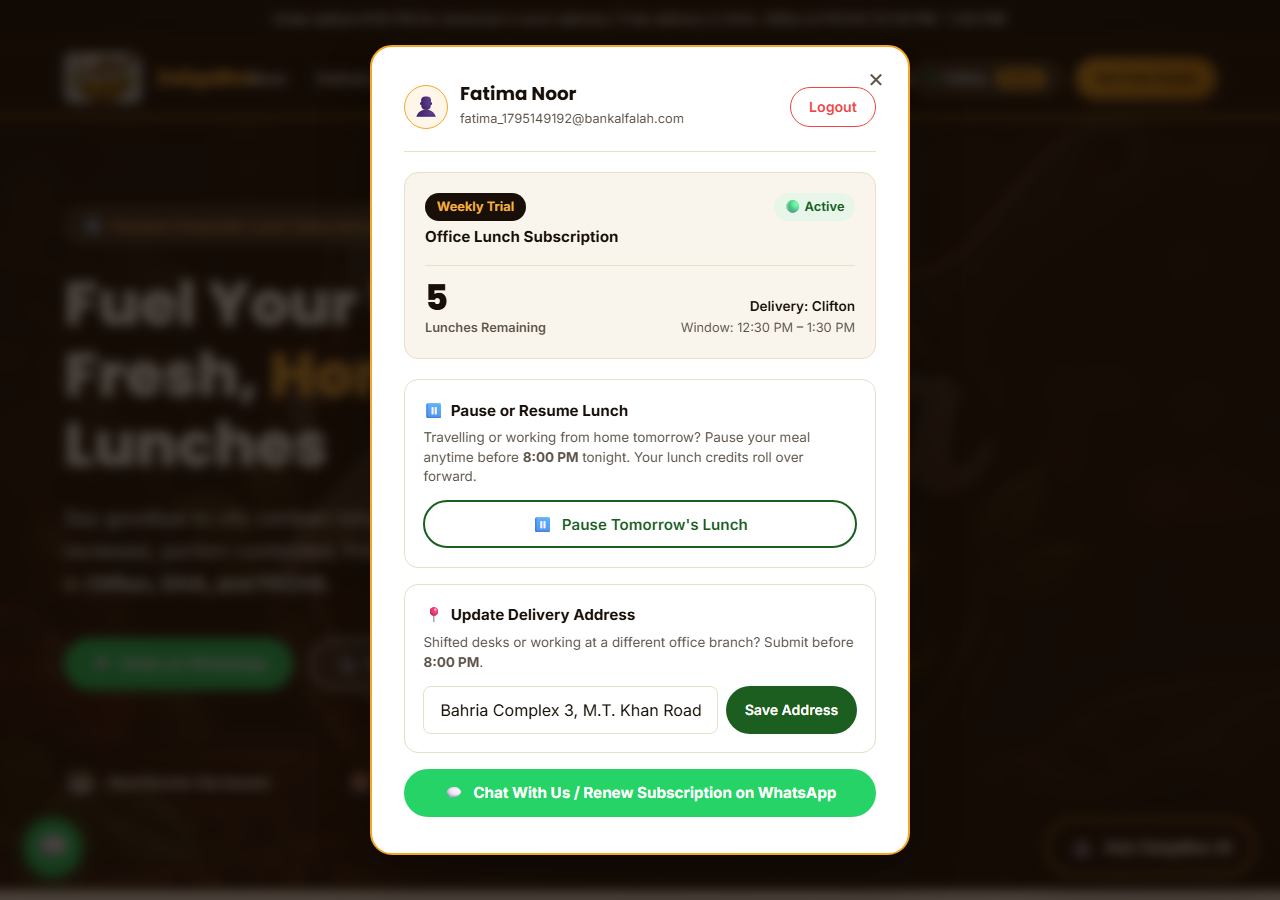 Fatima Noor
fatima_1795149192@bankalfalah.com
Logout
Weekly Trial
Active
Office Lunch Subscription
5
Lunches Remaining
Delivery: Clifton
Window: 12:30 PM – 1:30 PM
Pause or Resume Lunch
Travelling or working from home tomorrow? Pause your meal
anytime before 8:00 PM tonight. Your lunch credits roll over
forward.
Pause Tomorrow's Lunch
Update Delivery Address
Shifted desks or working at a different office branch? Submit before
8:00 PM.
Bahria Complex 3, M.T. Khan Road
Save Address
Chat With Us / Renew Subscription on WhatsApp
Fuel Your
Fresh,
Lunches